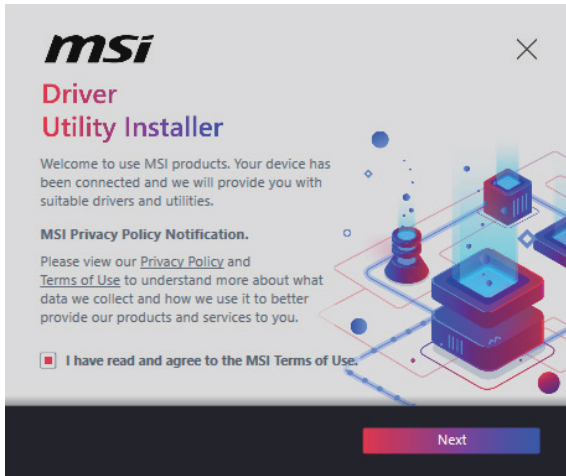 msi
Driver
Utility Installer
Welcome to use MSI products. Your device has
been connected and we will provide you with
suitable drivers and utilities.
MSI Privacy Policy Notification.
Please view our Privacy Policy and
Terms of Use to understand more about what
data we collect and how we use it to better
provide our products and services to you.
I have read and agree to the MSI Terms of Use.
Next